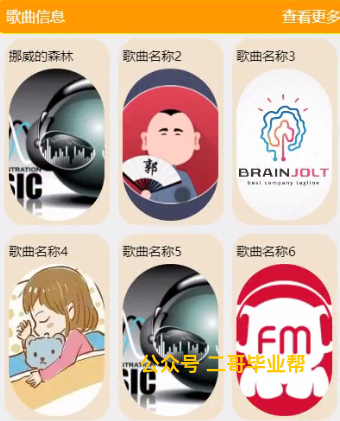 歌曲信息 查看更多
挪威的森林 歌曲名称2 歌曲名称3
STRATION
SIC
郭
BRAINJOLT
best company tagline
歌曲名称4 歌曲名称5 歌曲名称6
STRATION
SIC
FM
公众号 二哥毕业帮